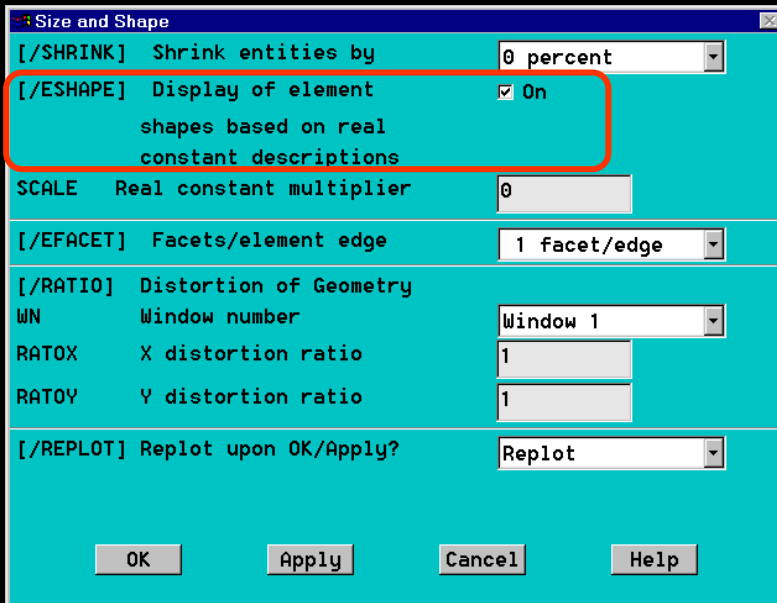 Size and Shape
[/SHRINK] Shrink entities by 0 percent
[/ESHAPE] Display of element On
shapes based on real
constant descriptions
SCALE Real constant multiplier 0
[/EFACET] Facets/element edge 1 facet/edge
[/RATIO] Distortion of Geometry
WN Window number Window 1
RATOX X distortion ratio 1
RATOY Y distortion ratio 1
[/REPLOT] Replot upon OK/Apply? Replot
OK Apply Cancel Help